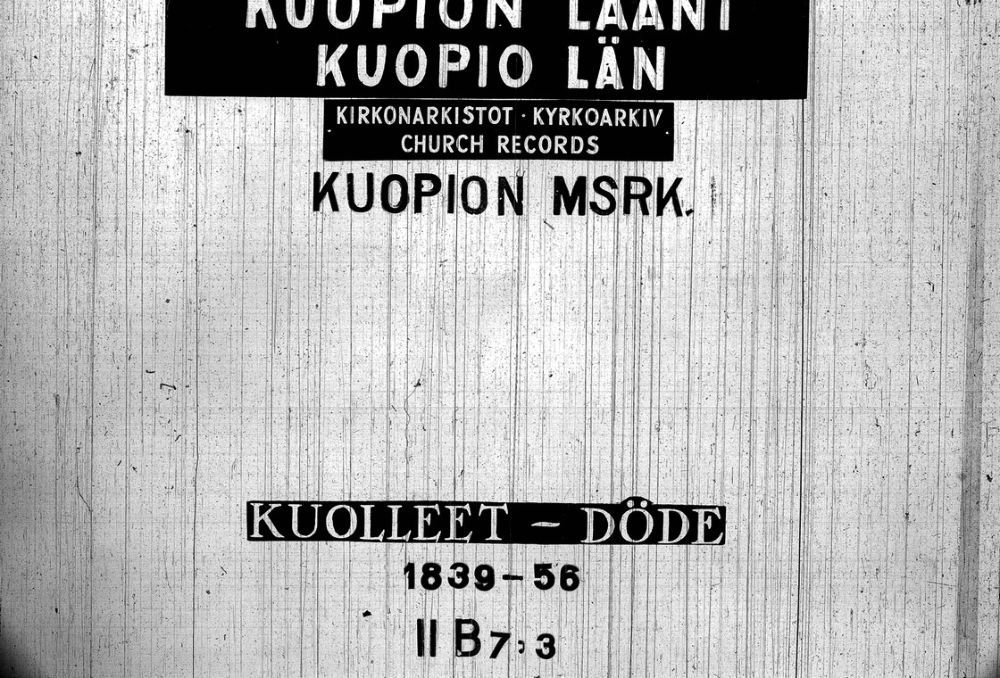 KUOPION LÄÄNI
KUOPIO LÄN
KIRKONARKISTOT · KYRKOARKIV
CHURCH RECORDS
KUOPION MSRK.
KUOLLEET – DÖDE
1839–56
II B7:3